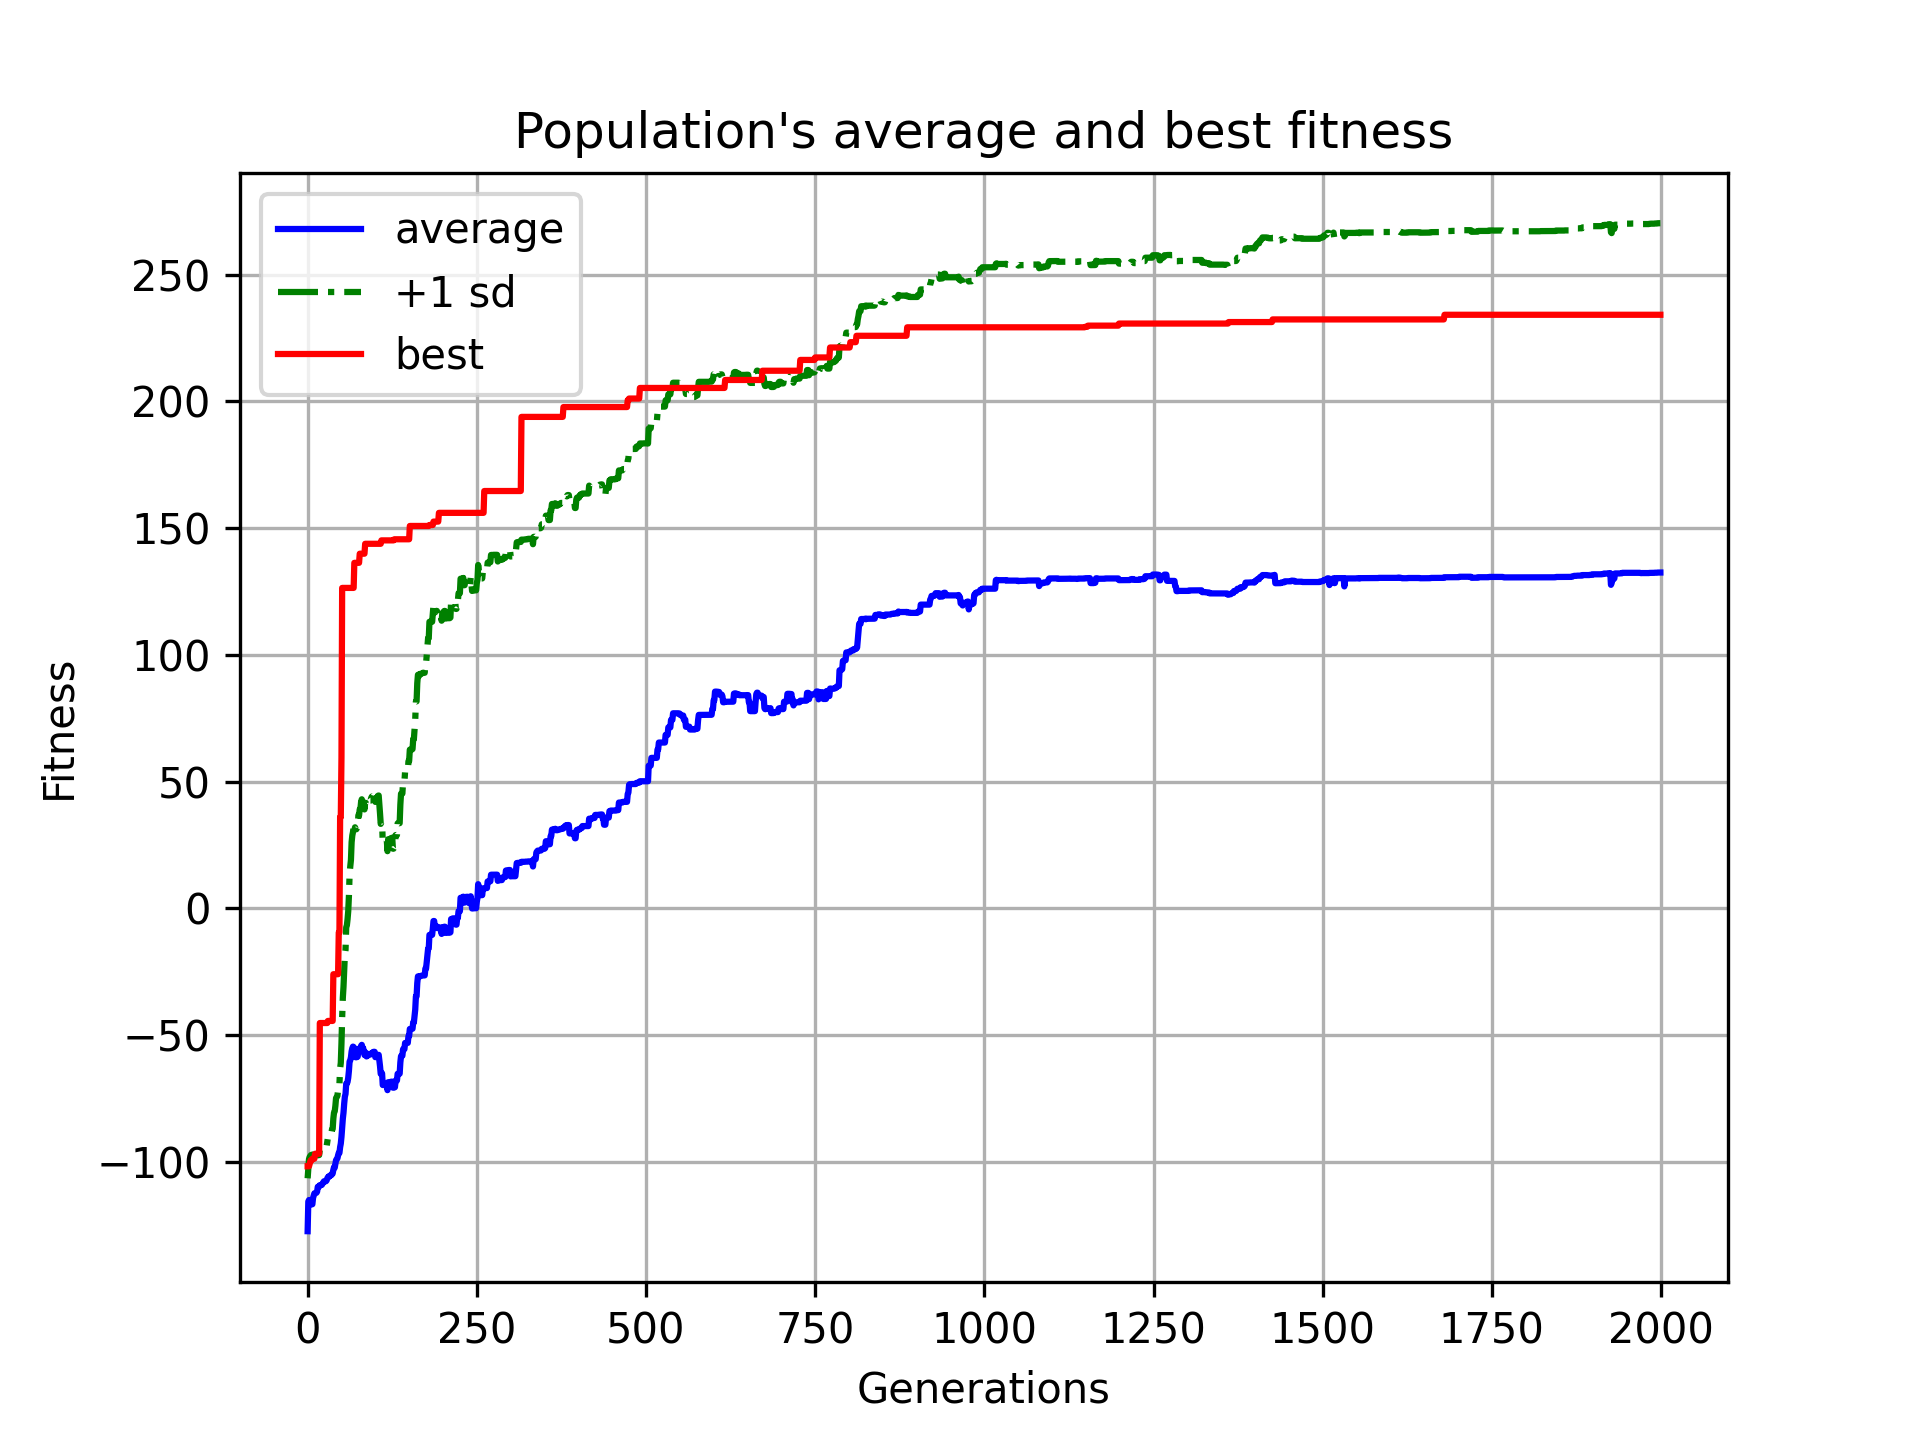 Population's average and best fitness
average
+1 sd
best
250
200
150
100
50
0
−50
−100
Fitness
0 250 500 750 1000 1250 1500 1750 2000
Generations